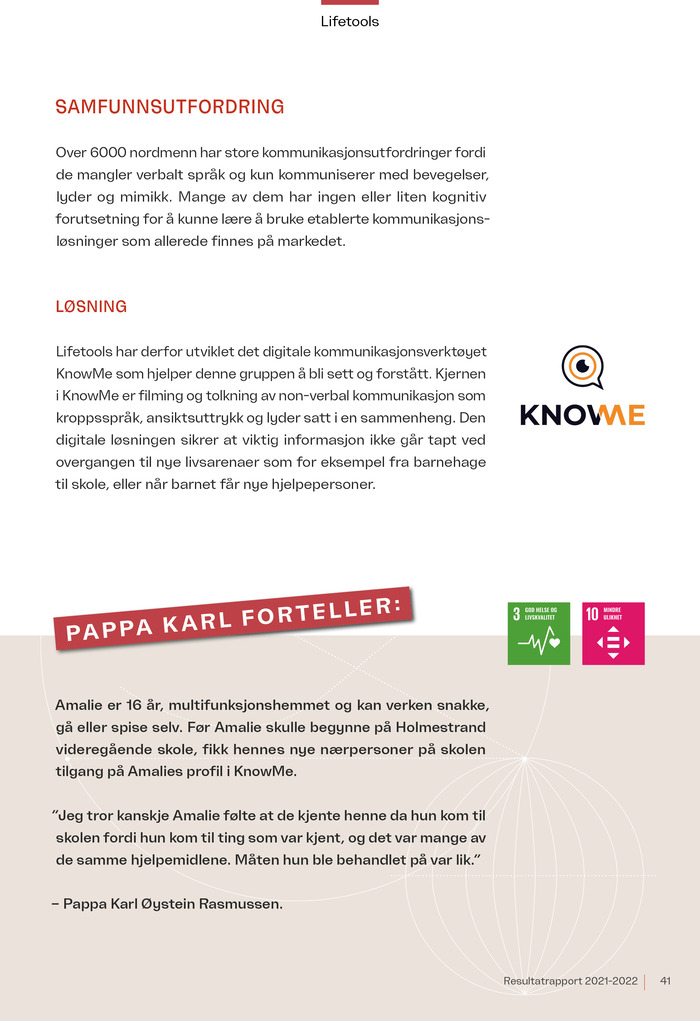 Lifetools
SAMFUNNSUTFORDRING
Over 6000 nordmenn har store kommunikasjonsutfordringer fordi
de mangler verbalt språk og kun kommuniserer med bevegelser,
lyder og mimikk. Mange av dem har ingen eller liten kognitiv
forutsetning for å kunne lære å bruke etablerte kommunikasjons-
løsninger som allerede finnes på markedet.
LØSNING
Lifetools har derfor utviklet det digitale kommunikasjonsverktøyet
KnowMe som hjelper denne gruppen å bli sett og forstått. Kjernen
i KnowMe er filming og tolkning av non-verbal kommunikasjon som
kroppsspråk, ansiktsuttrykk og lyder satt i en sammenheng. Den
digitale løsningen sikrer at viktig informasjon ikke går tapt ved
overgangen til nye livsarenaer som for eksempel fra barnehage
til skole, eller når barnet får nye hjelpepersoner.
KNOWME
PAPPA KARL FORTELLER:
3 GOD HELSE OG
LIVSKVALITET
10 MINDRE
ULIKHET
Amalie er 16 år, multifunksjonshemmet og kan verken snakke,
gå eller spise selv. Før Amalie skulle begynne på Holmestrand
videregående skole, fikk hennes nye nærpersoner på skolen
tilgang på Amalies profil i KnowMe.
”Jeg tror kanskje Amalie følte at de kjente henne da hun kom til
skolen fordi hun kom til ting som var kjent, og det var mange av
de samme hjelpemidlene. Måten hun ble behandlet på var lik.”
– Pappa Karl Øystein Rasmussen.
Resultatrapport 2021-2022 41